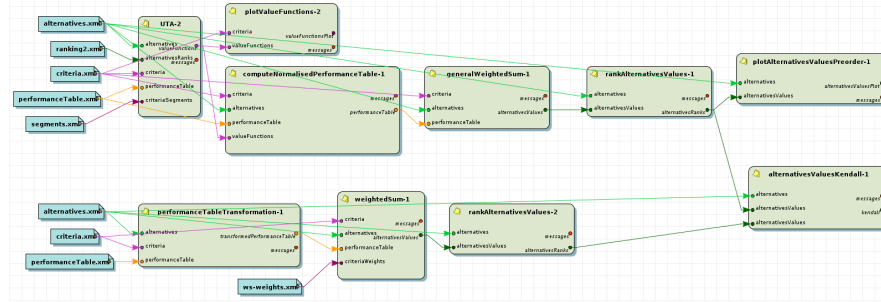 alternatives.xml
ranking2.xml
criteria.xml
performanceTable.xml
segments.xml
UTA-2
alternatives
valueFunctions
alternativesRanks
messages
criteria
performanceTable
criteriaSegments
plotValueFunctions-2
criteria
valueFunctionsPlot
valueFunctions
messages
computeNormalisedPerformanceTable-1
criteria
messages
alternatives
performanceTable
performanceTable
valueFunctions
generalWeightedSum-1
criteria
messages
alternatives
alternativesValues
performanceTable
rankAlternativesValues-1
alternatives
messages
alternativesValues
alternativesRanks
plotAlternativesValuesPreorder-1
alternatives
alternativesValuesPlot
alternativesValues
messages
alternativesValuesKendall-1
alternatives
messages
alternativesValues
kendall
alternativesValues
alternatives.xml
criteria.xml
performanceTable.xml
performanceTableTransformation-1
alternatives
transformedPerformanceTable
criteria
messages
performanceTable
ws-weights.xml
weightedSum-1
criteria
messages
alternatives
alternativesValues
performanceTable
criteriaWeights
rankAlternativesValues-2
alternatives
messages
alternativesValues
alternativesRanks